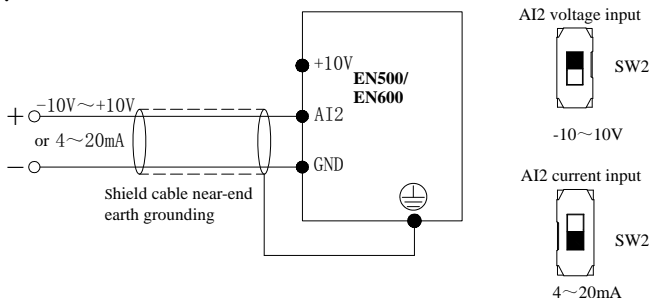 AI2 voltage input
+10V
EN500/
EN600
SW2
-10V～+10V
+
AI2
or 4～20mA
-10～10V
−
GND
AI2 current input
Shield cable near-end
earth grounding
SW2
4～20mA